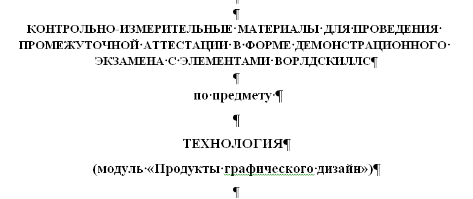 КОНТРОЛЬНО-ИЗМЕРИТЕЛЬНЫЕ МАТЕРИАЛЫ ДЛЯ ПРОВЕДЕНИЯ
ПРОМЕЖУТОЧНОЙ АТТЕСТАЦИИ В ФОРМЕ ДЕМОНСТРАЦИОННОГО
ЭКЗАМЕНА С ЭЛЕМЕНТАМИ ВОРЛДСКИЛЛС
по предмету
ТЕХНОЛОГИЯ
(модуль «Продукты графического дизайн»)